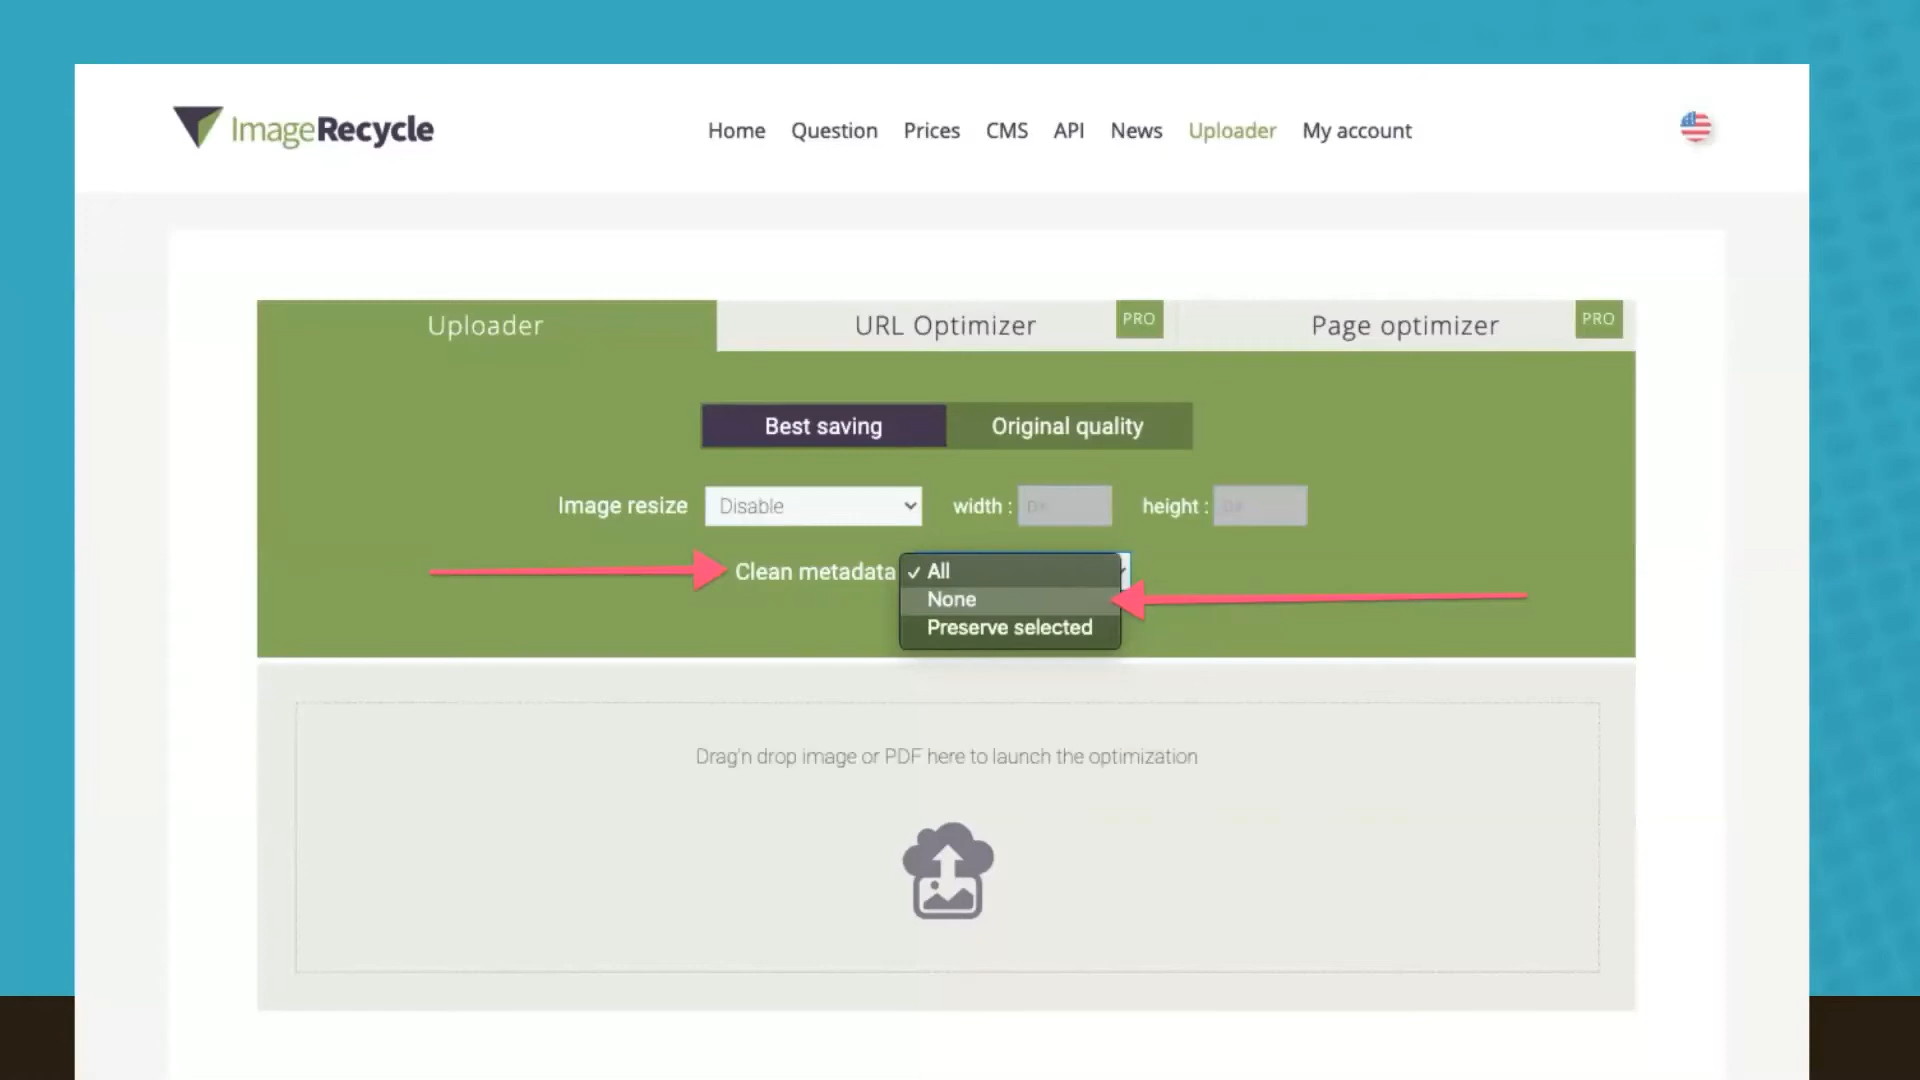 ImageRecycle
Home Question Prices CMS API News Uploader My account
Uploader URL Optimizer PRO Page optimizer PRO
Best saving Original quality
Image resize Disable width : height :
Clean metadata ✓ All
None
Preserve selected
Drag'n drop image or PDF here to launch the optimization